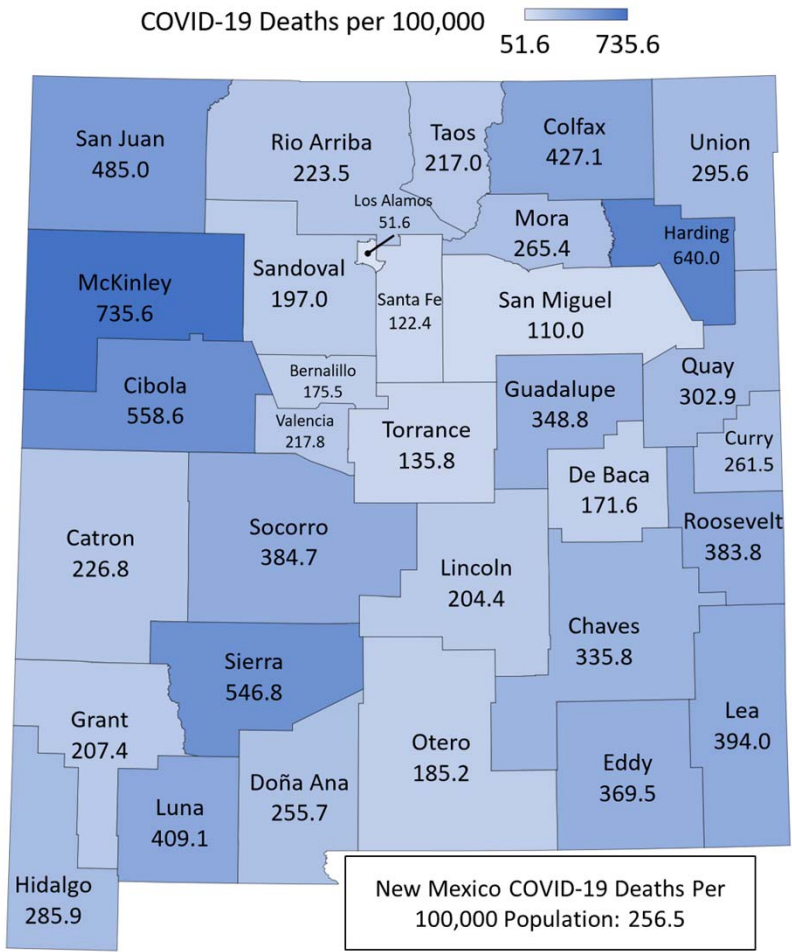 COVID-19 Deaths per 100,000
51.6 735.6
San Juan
485.0
Rio Arriba
223.5
Taos
217.0
Colfax
427.1
Union
295.6
Los Alamos
51.6
Mora
265.4
Harding
640.0
McKinley
735.6
Sandoval
197.0
Santa Fe
122.4
San Miguel
110.0
Cibola
558.6
Bernalillo
175.5
Valencia
217.8
Torrance
135.8
Guadalupe
348.8
Quay
302.9
Curry
261.5
De Baca
171.6
Roosevelt
383.8
Catron
226.8
Socorro
384.7
Lincoln
204.4
Chaves
335.8
Sierra
546.8
Grant
207.4
Otero
185.2
Lea
394.0
Eddy
369.5
Doña Ana
255.7
Luna
409.1
Hidalgo
285.9
New Mexico COVID-19 Deaths Per
100,000 Population: 256.5